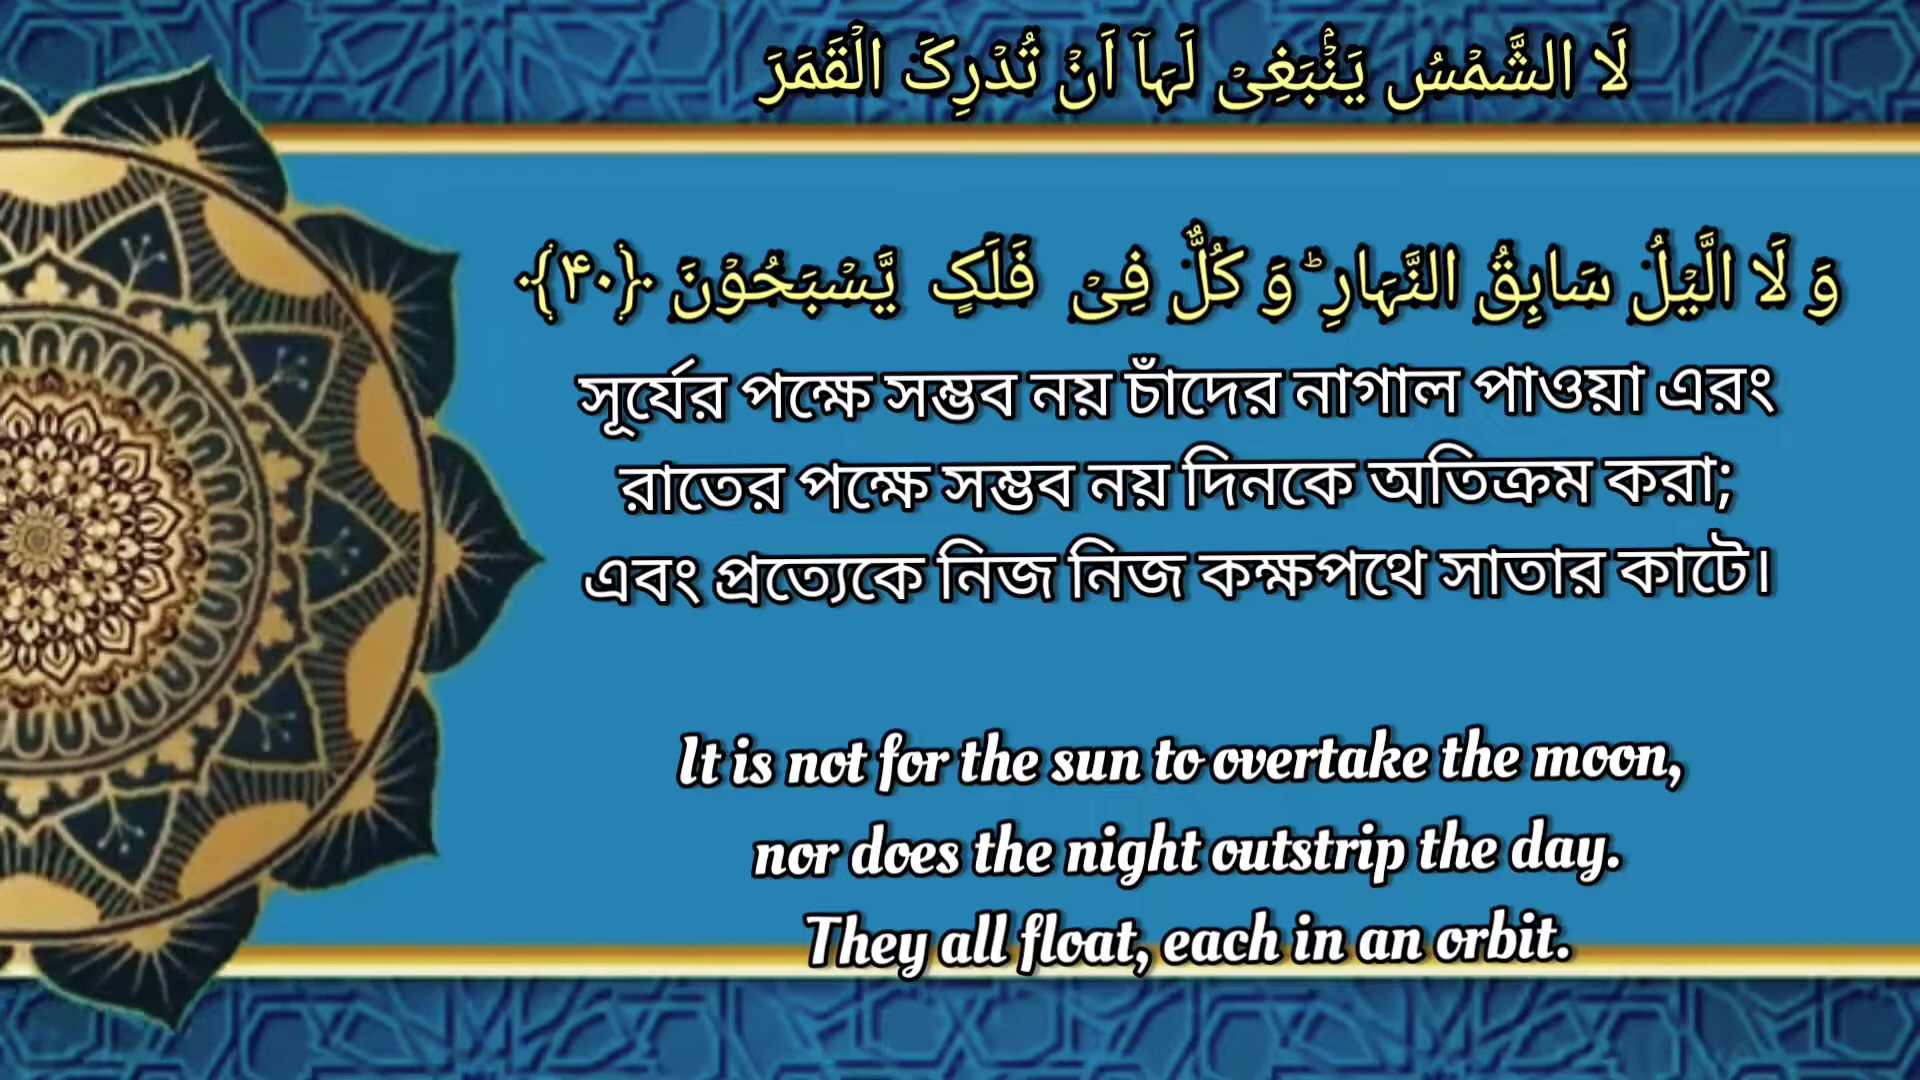 لَا الشَّمۡسُ یَنۡۢبَغِیۡ لَہَاۤ اَنۡ تُدۡرِکَ الۡقَمَرَ
وَ لَا الَّیۡلُ سَابِقُ النَّہَارِ ؕ وَ کُلٌّ فِیۡ فَلَکٍ یَّسۡبَحُوۡنَ ﴿۴۰﴾
সূর্যের পক্ষে সম্ভব নয় চাঁদের নাগাল পাওয়া এরং
রাতের পক্ষে সম্ভব নয় দিনকে অতিক্রম করা;
এবং প্রত্যেকে নিজ নিজ কক্ষপথে সাতার কাটে।
It is not for the sun to overtake the moon,
nor does the night outstrip the day.
They all float, each in an orbit.